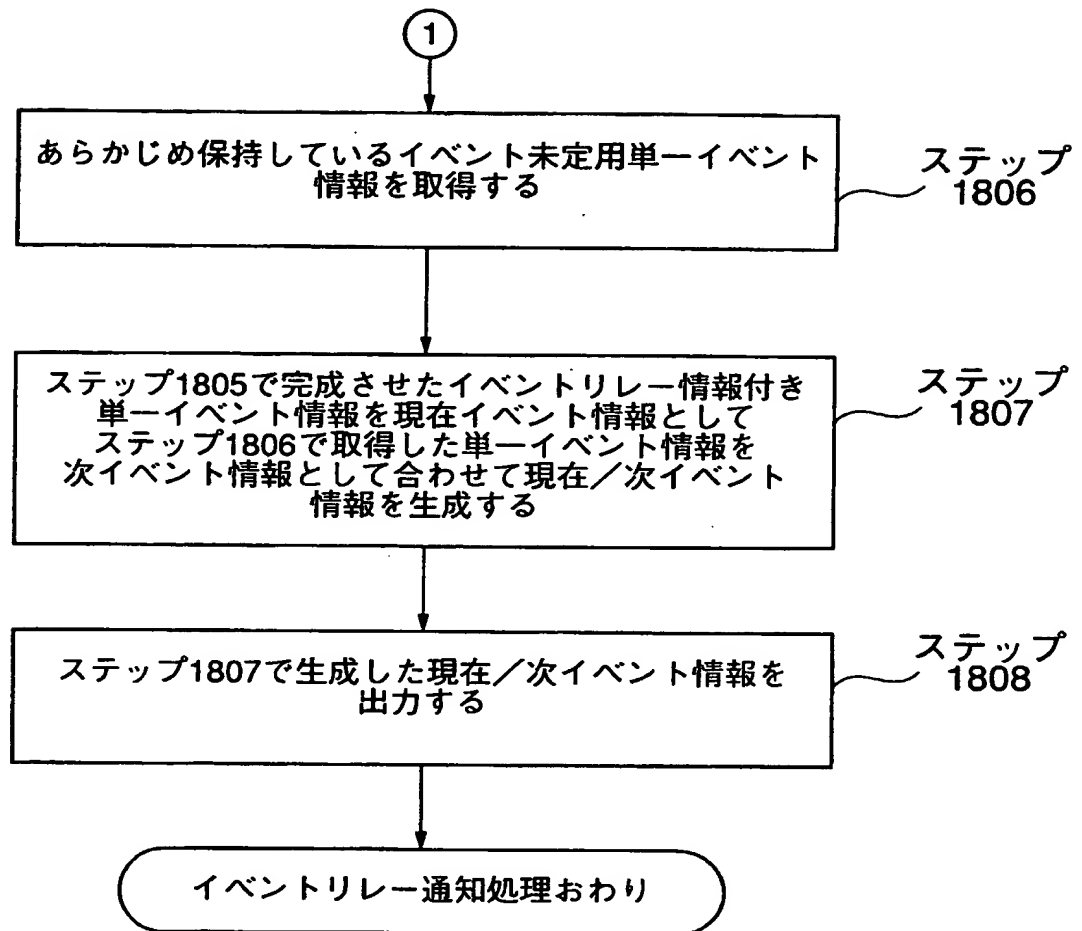 1
あらかじめ保持しているイベント未定用単一イベント
情報を取得する
ステップ
1806
ステップ1805で完成させたイベントリレー情報付き
単一イベント情報を現在イベント情報として
ステップ1806で取得した単一イベント情報を
次イベント情報として合わせて現在／次イベント
情報を生成する
ステップ
1807
ステップ1807で生成した現在／次イベント情報を
出力する
ステップ
1808
イベントリレー通知処理おわり